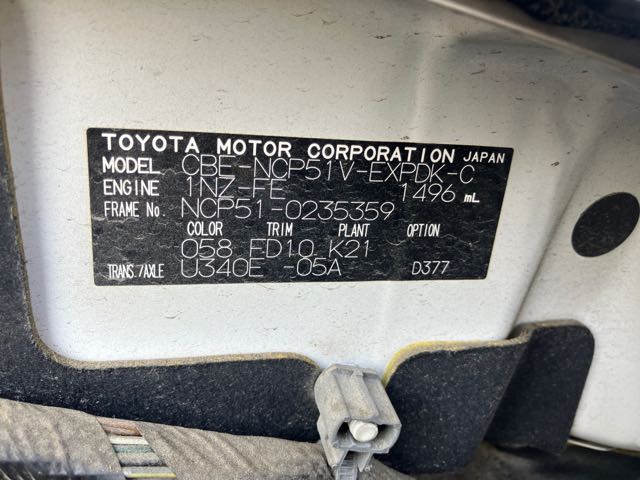 TOYOTA MOTOR CORPORATION JAPAN
MODEL CBE-NCP51V-EXPDK-C
ENGINE 1NZ-FE 1496 mL
FRAME No. NCP51-0235359
COLOR TRIM PLANT OPTION
058 FD10 K21
TRANS./AXLE U340E -05A D377